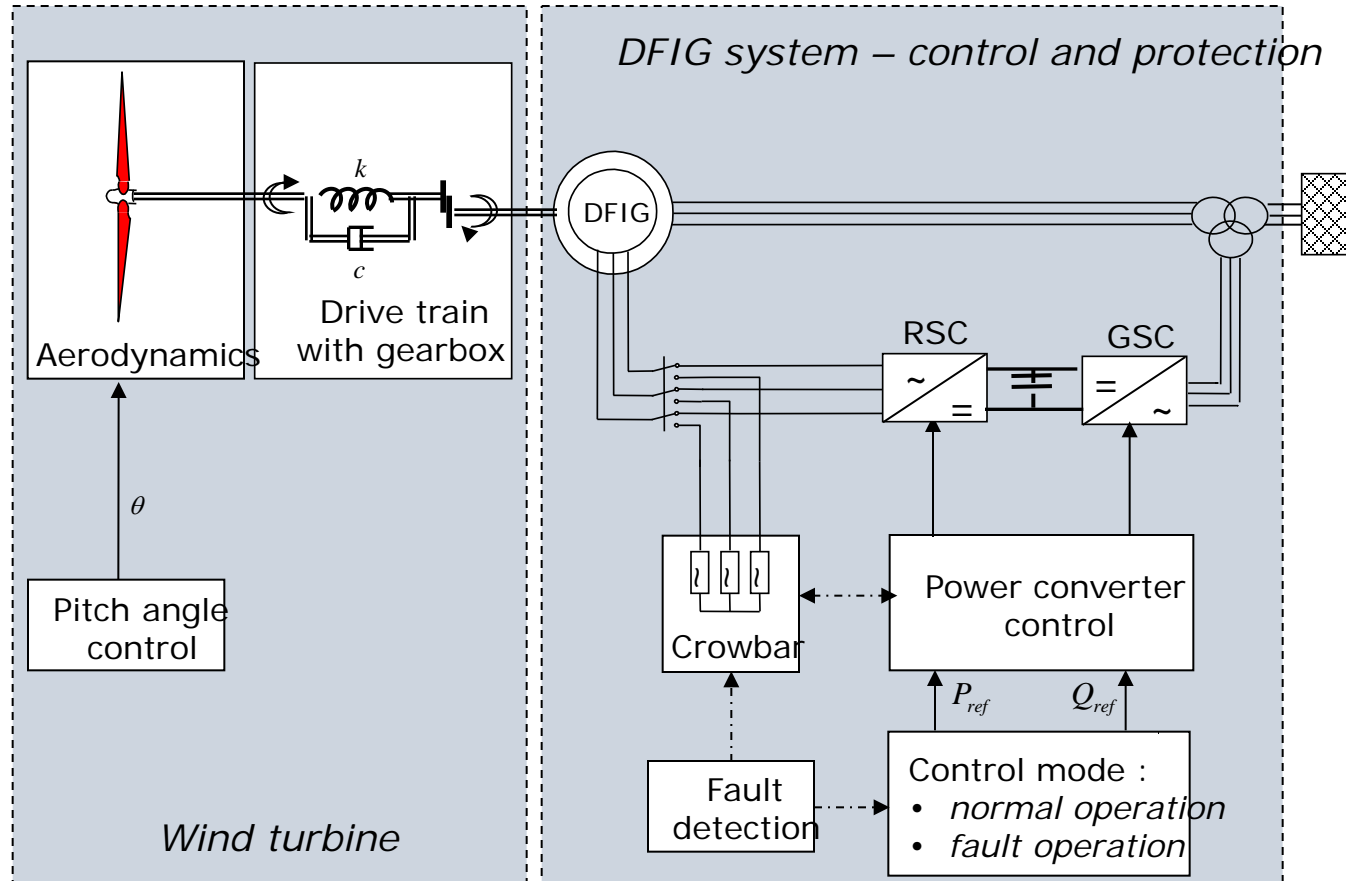 DFIG system – control and protection
k
c
Drive train
with gearbox
Aerodynamics
θ
Pitch angle
control
Wind turbine
DFIG
RSC
GSC
~
=
=
~
Crowbar
Power converter
control
P_ref
Q_ref
Fault
detection
Control mode :
• normal operation
• fault operation